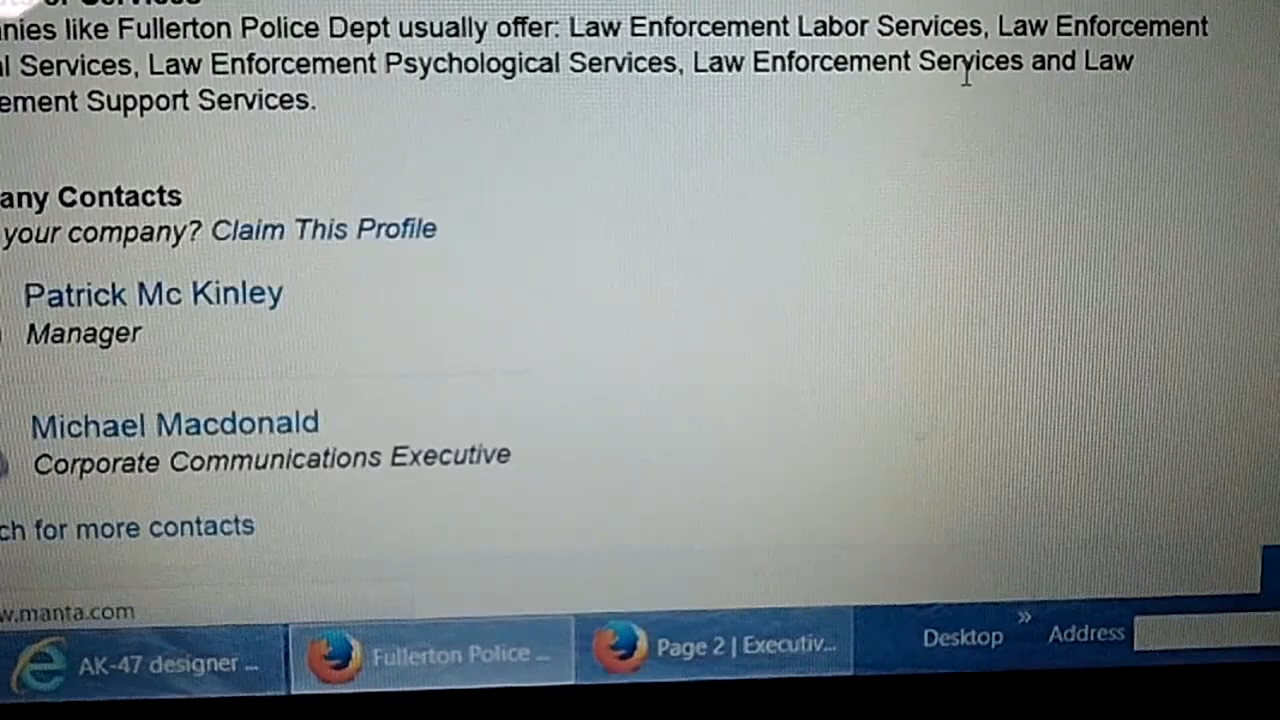 nies like Fullerton Police Dept usually offer: Law Enforcement Labor Services, Law Enforcement
l Services, Law Enforcement Psychological Services, Law Enforcement Services and Law
ement Support Services.
any Contacts
your company? Claim This Profile
Patrick Mc Kinley
Manager
Michael Macdonald
Corporate Communications Executive
ch for more contacts
w.manta.com
AK-47 designer ...
Fullerton Police ...
Page 2 | Executiv...
Desktop
»
Address